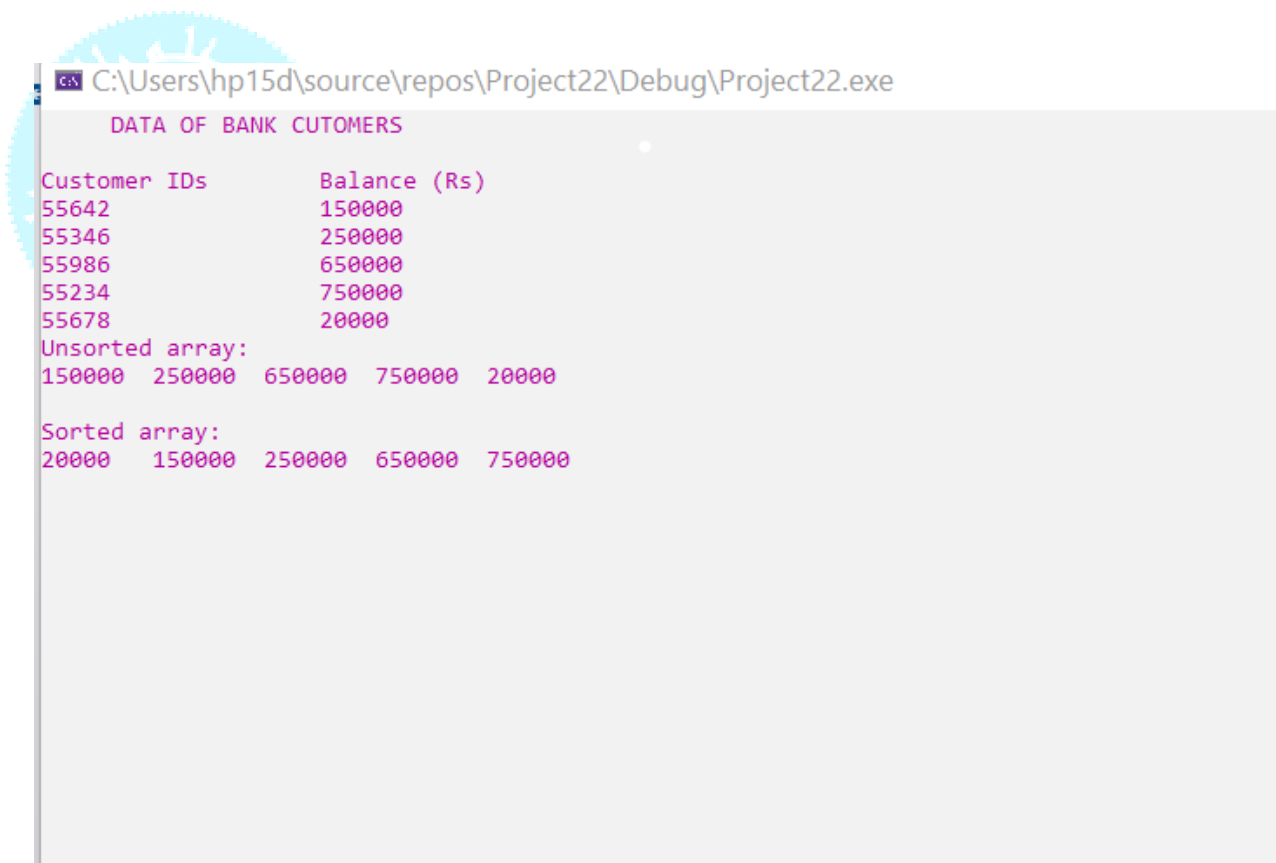 C:\Users\hp15d\source\repos\Project22\Debug\Project22.exe
DATA OF BANK CUTOMERS
Customer IDs Balance (Rs)
55642 150000
55346 250000
55986 650000
55234 750000
55678 20000
Unsorted array:
150000 250000 650000 750000 20000
Sorted array:
20000 150000 250000 650000 750000